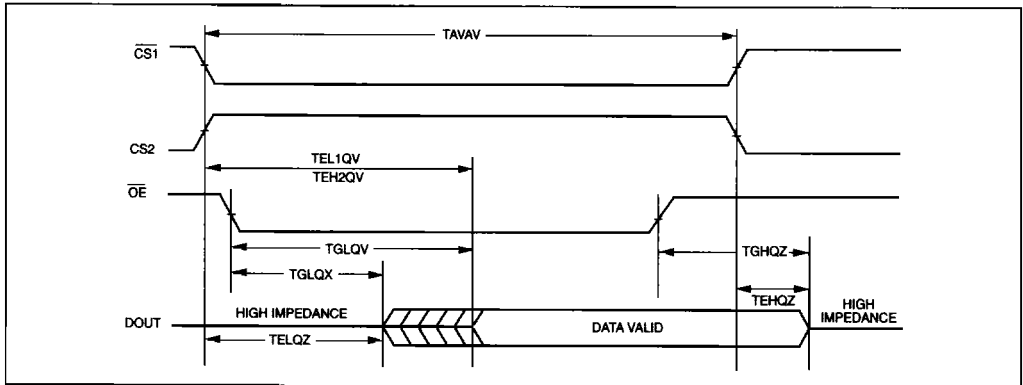 TAVAV
CS1
CS2
TEL1QV
TEH2QV
OE
TGLQV
TGHQZ
TGLQX
TEHQZ
HIGH IMPEDANCE
HIGH
IMPEDANCE
DOUT
DATA VALID
TELQZ